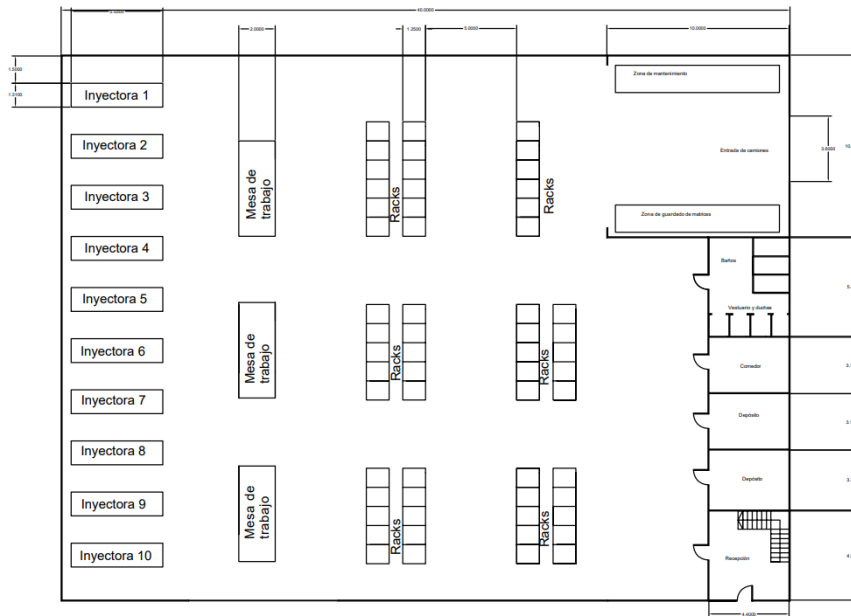 40.0000
2.0000
1.2500
5.0000
10.0000
1.5000
Inyectora 1
Inyectora 2
Inyectora 3
Inyectora 4
Inyectora 5
Inyectora 6
Inyectora 7
Inyectora 8
Inyectora 9
Inyectora 10
Mesa de
trabajo
Mesa de
trabajo
Mesa de
trabajo
Racks
Racks
Racks
Racks
Racks
Racks
Zona de mantenimiento
Entrada de camiones
Zona de guardado de matrices
Baños
Vestuario y duchas
Comedor
Depósito
Depósito
Recepción
4.4000